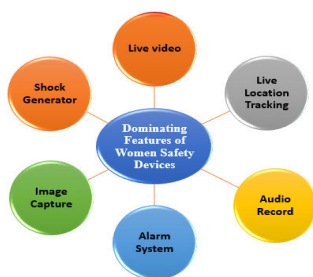 Live video
Shock
Generator
Live
Location
Tracking
Dominating
Features of
Women Safety
Devices
Image
Capture
Audio
Record
Alarm
System